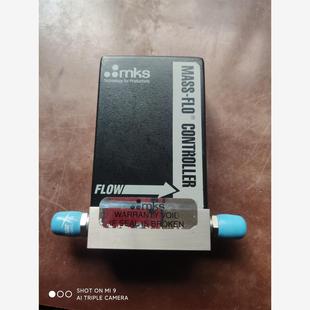 mks
Technology for Productivity
MASS-FLO® CONTROLLER
FLOW
mks
WARRANTY VOID
IF SEAL IS BROKEN
SHOT ON MI 9
AI TRIPLE CAMERA